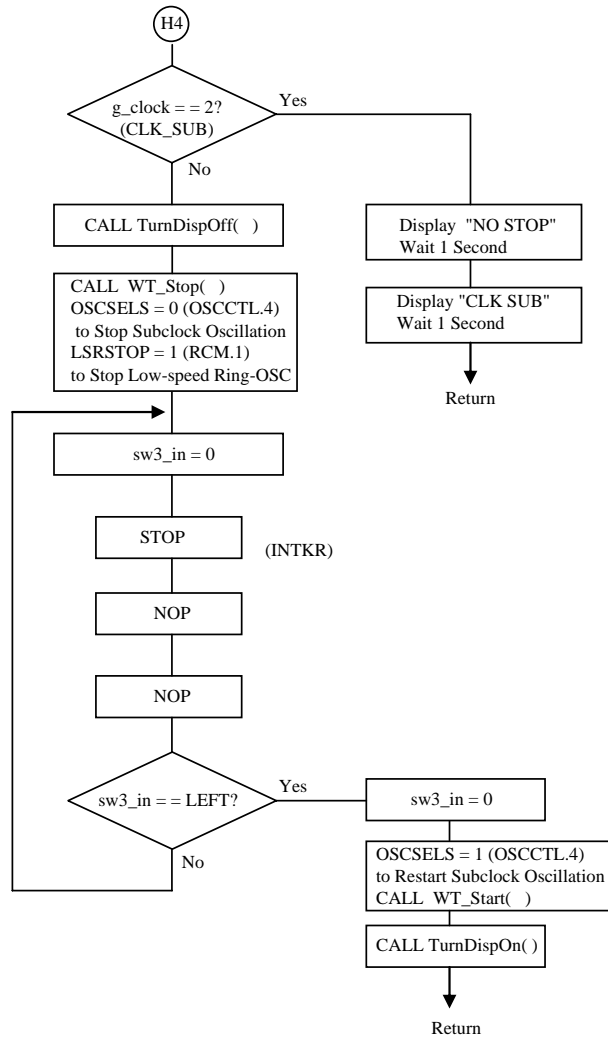 H4
g_clock = = 2?
(CLK_SUB)
Yes
No
CALL TurnDispOff(  )
Display  "NO STOP"
Wait 1 Second
CALL  WT_Stop(  )
OSCSELS = 0 (OSCCTL.4)
to Stop Subclock Oscillation
LSRSTOP = 1 (RCM.1)
to Stop Low-speed Ring-OSC
Display "CLK SUB"
Wait 1 Second
Return
sw3_in = 0
STOP
(INTKR)
NOP
NOP
sw3_in = = LEFT?
Yes
No
sw3_in = 0
OSCSELS = 1 (OSCCTL.4)
to Restart Subclock Oscillation
CALL  WT_Start(  )
CALL TurnDispOn( )
Return